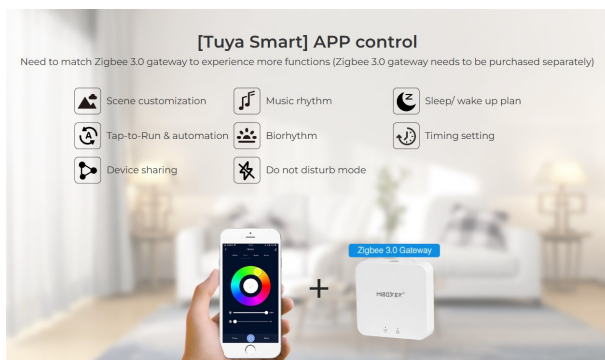 [Tuya Smart] APP control
Need to match Zigbee 3.0 gateway to experience more functions (Zigbee 3.0 gateway needs to be purchased separately)
Scene customization
Music rhythm
Sleep/ wake up plan
Tap-to-Run & automation
Biorhythm
Timing setting
Device sharing
Do not disturb mode
Zigbee 3.0 Gateway
+